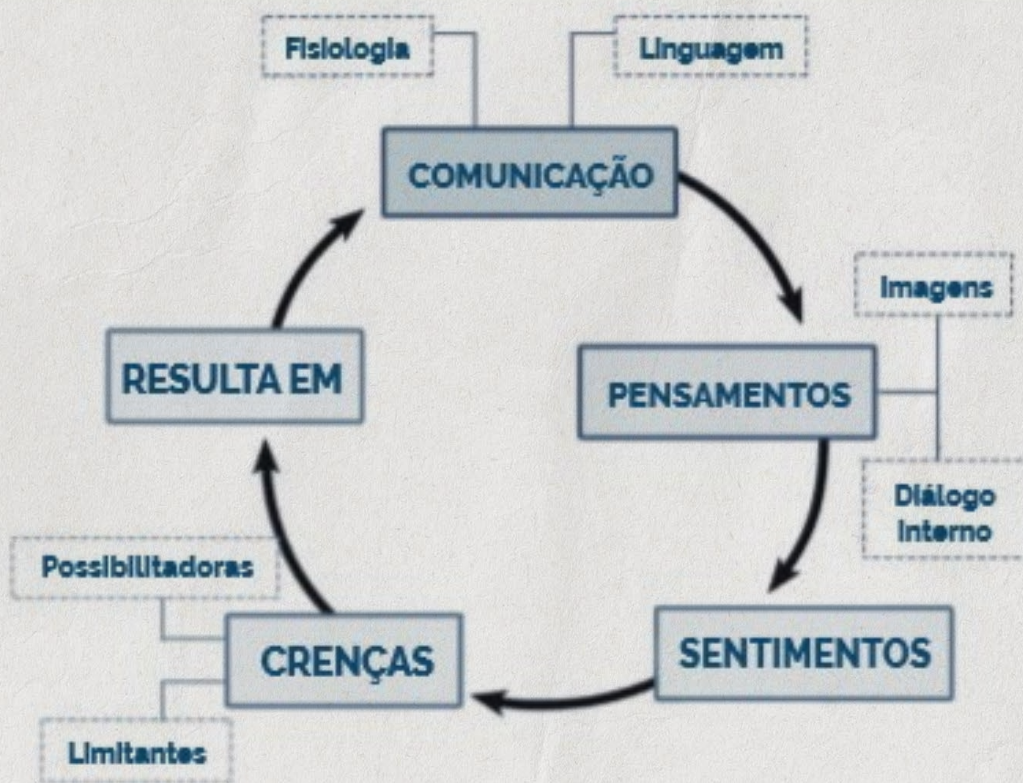 Fisiologia
Linguagem
COMUNICAÇÃO
Imagens
RESULTA EM
PENSAMENTOS
Diálogo
Interno
Possibilitadoras
CRENÇAS
SENTIMENTOS
Limitantes